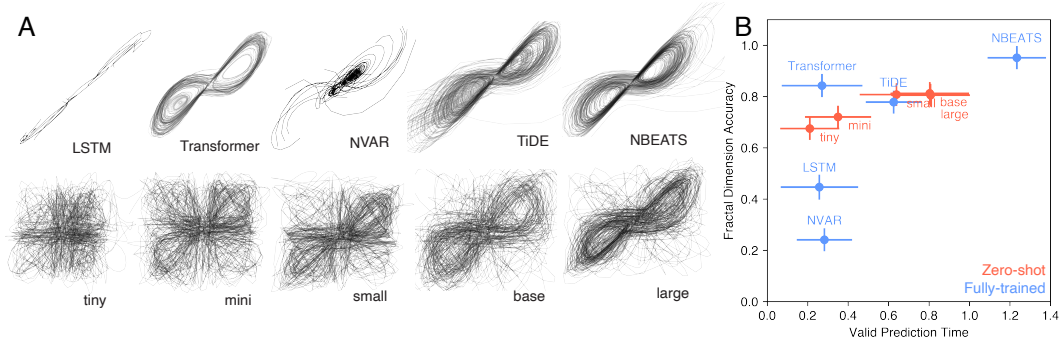 A
LSTM
Transformer
NVAR
TiDE
NBEATS
tiny
mini
small
base
large
B
Fractal Dimension Accuracy
1.0
0.8
0.6
0.4
0.2
0.0
NBEATS
Transformer
TiDE
small
base
large
mini
tiny
LSTM
NVAR
Zero-shot
Fully-trained
0.0
0.2
0.4
0.6
0.8
1.0
1.2
1.4
Valid Prediction Time